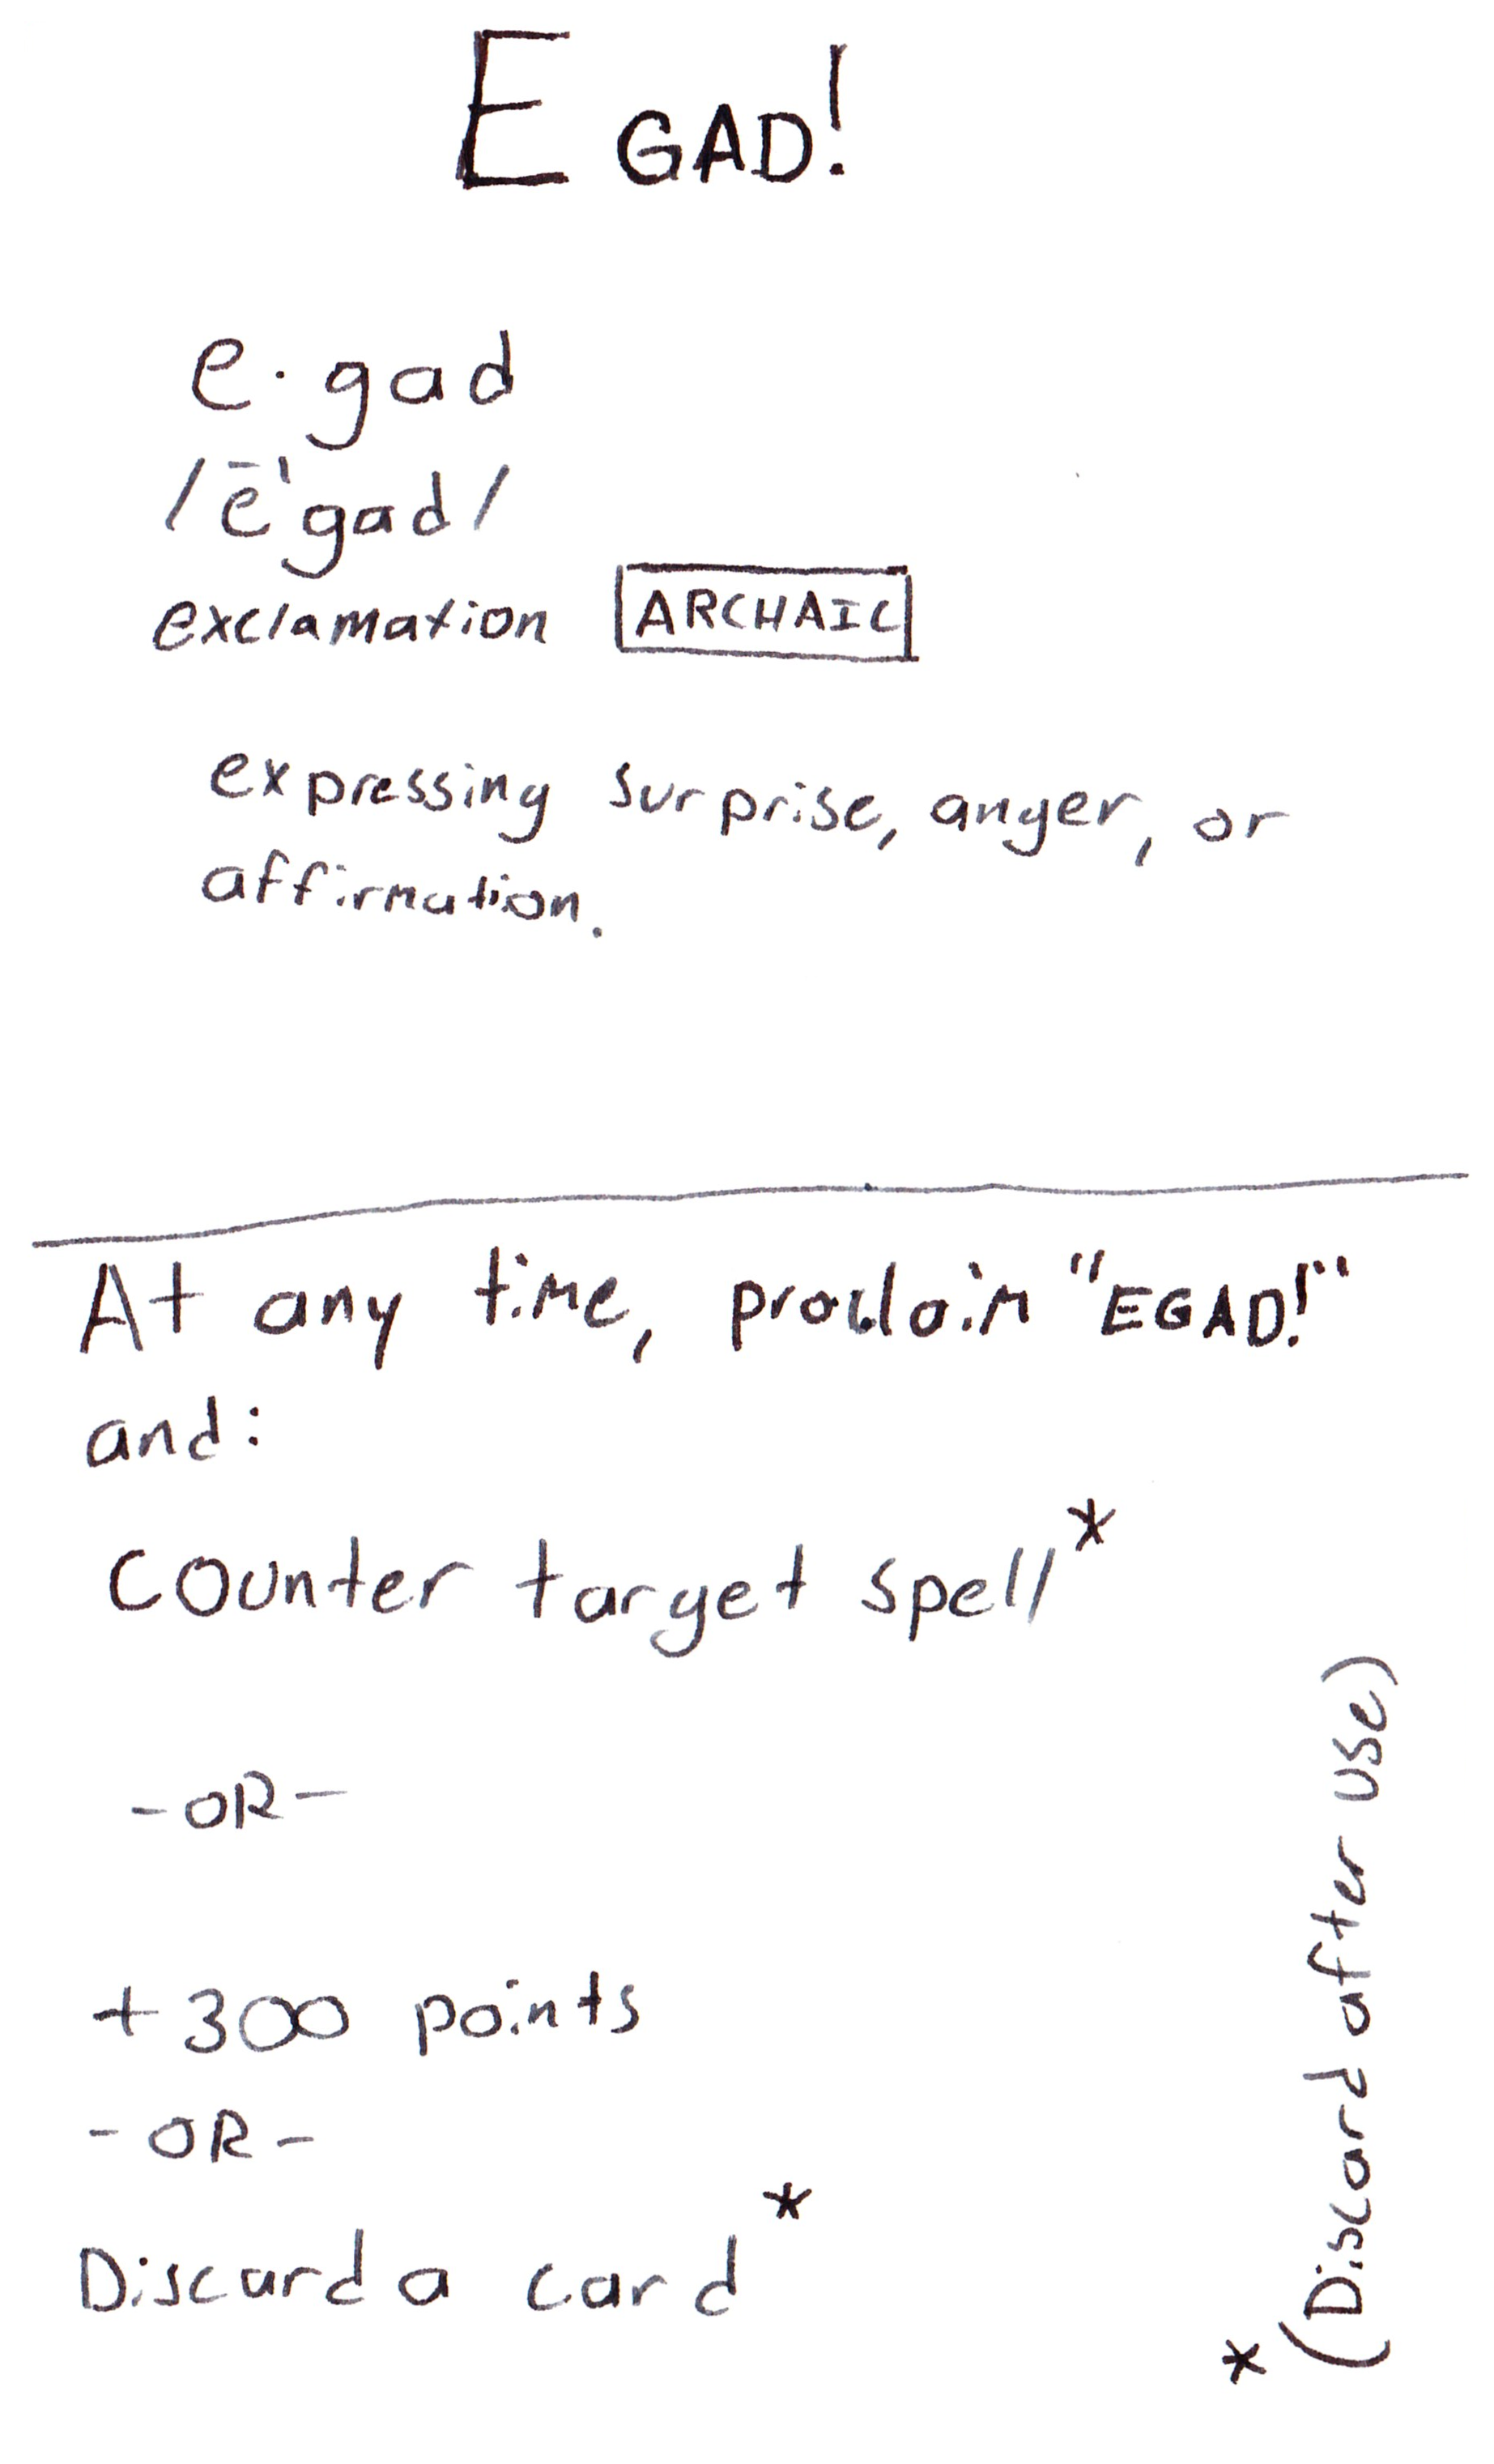 EGAD!
e·gad
/ēˈgad/
exclamation ARCHAIC
expressing surprise, anger, or
affirmation.
At any time, proclaim "EGAD!"
and:
Counter target spell*
-OR-
+300 points
-OR-
Discard a card*
*(Discard after use)